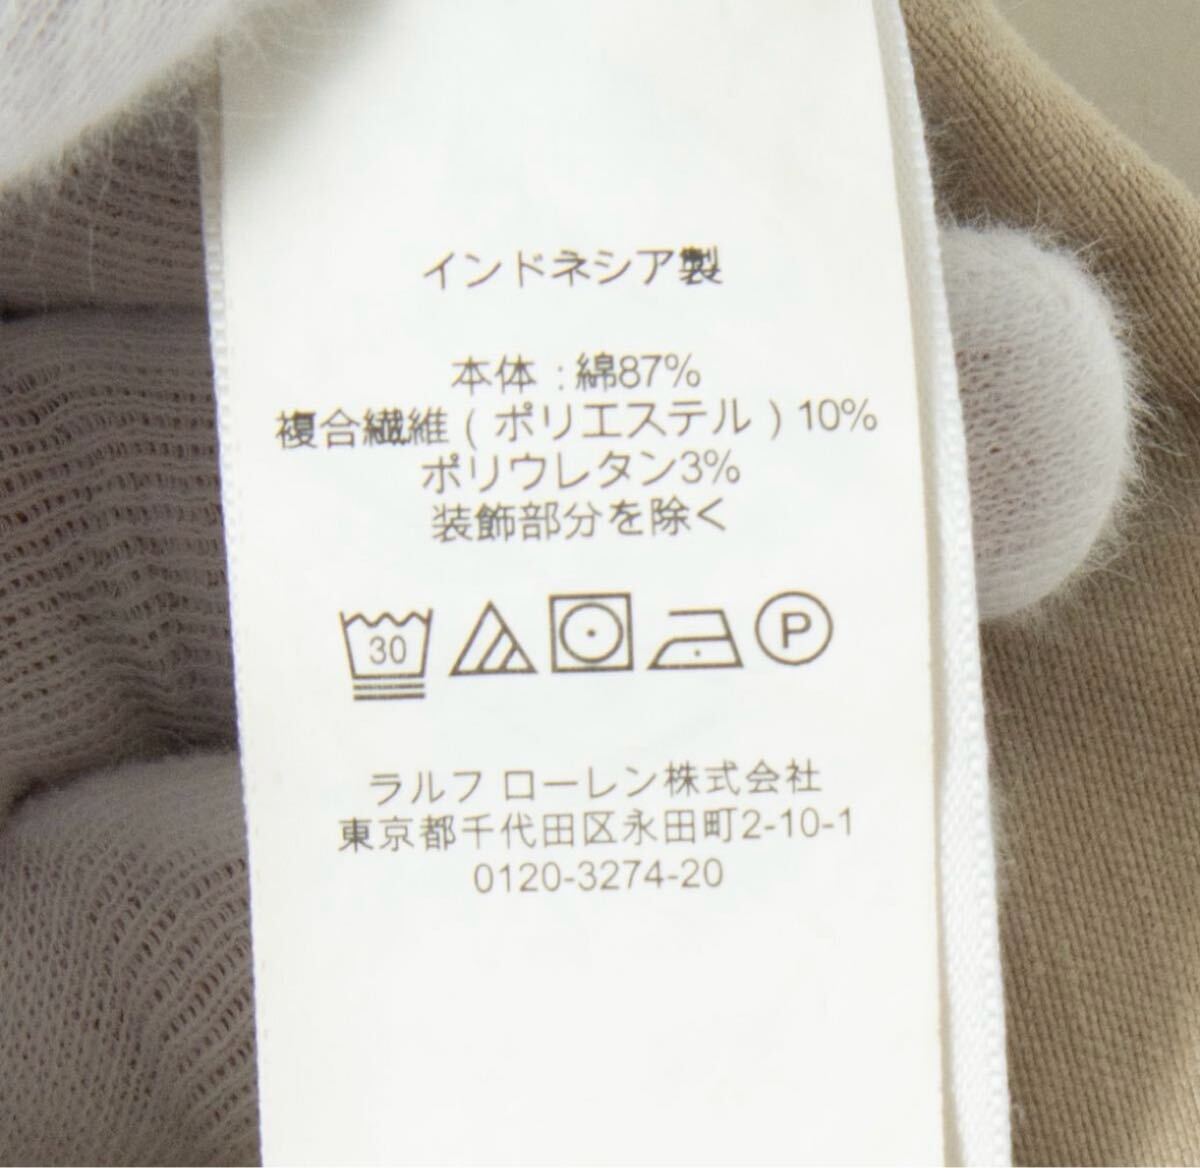 インドネシア製
本体 : 綿87%
複合繊維 ( ポリエステル ) 10%
ポリウレタン3%
装飾部分を除く
30 P
ラルフ ローレン株式会社
東京都千代田区永田町2-10-1
0120-3274-20